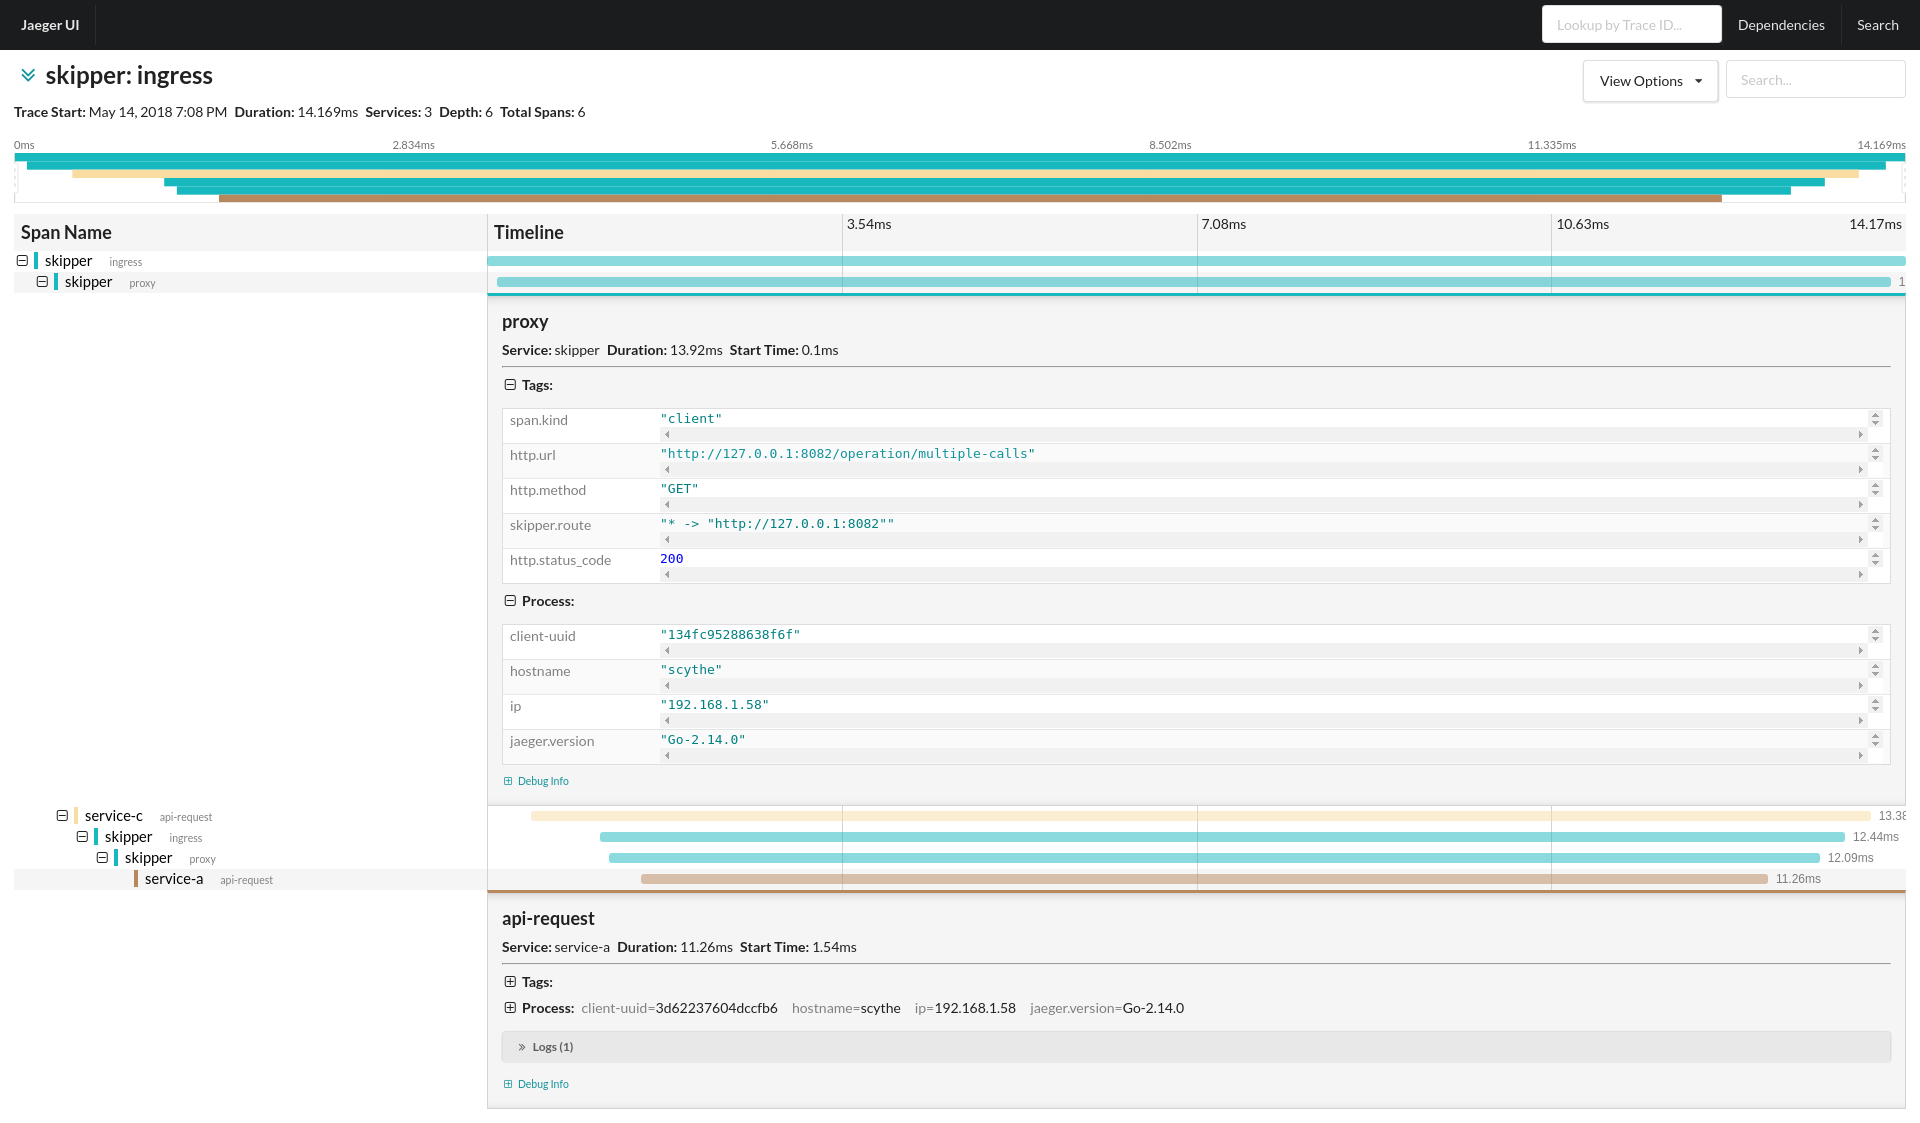 Jaeger UI
Lookup by Trace ID...
Dependencies
Search
skipper: ingress
View Options
Search...
Trace Start: May 14, 2018 7:08 PM Duration: 14.169ms Services: 3 Depth: 6 Total Spans: 6
0ms 2.834ms 5.668ms 8.502ms 11.335ms 14.169ms
Span Name
Timeline 3.54ms 7.08ms 10.63ms 14.17ms
skipper ingress
skipper proxy
1
proxy
Service: skipper Duration: 13.92ms Start Time: 0.1ms
Tags:
span.kind "client"
http.url "http://127.0.0.1:8082/operation/multiple-calls"
http.method "GET"
skipper.route "* -> "http://127.0.0.1:8082""
http.status_code 200
Process:
client-uuid "134fc95288638f6f"
hostname "scythe"
ip "192.168.1.58"
jaeger.version "Go-2.14.0"
Debug Info
service-c api-request 13.38
skipper ingress 12.44ms
skipper proxy 12.09ms
service-a api-request 11.26ms
api-request
Service: service-a Duration: 11.26ms Start Time: 1.54ms
Tags:
Process: client-uuid=3d62237604dccfb6 hostname=scythe ip=192.168.1.58 jaeger.version=Go-2.14.0
Logs (1)
Debug Info